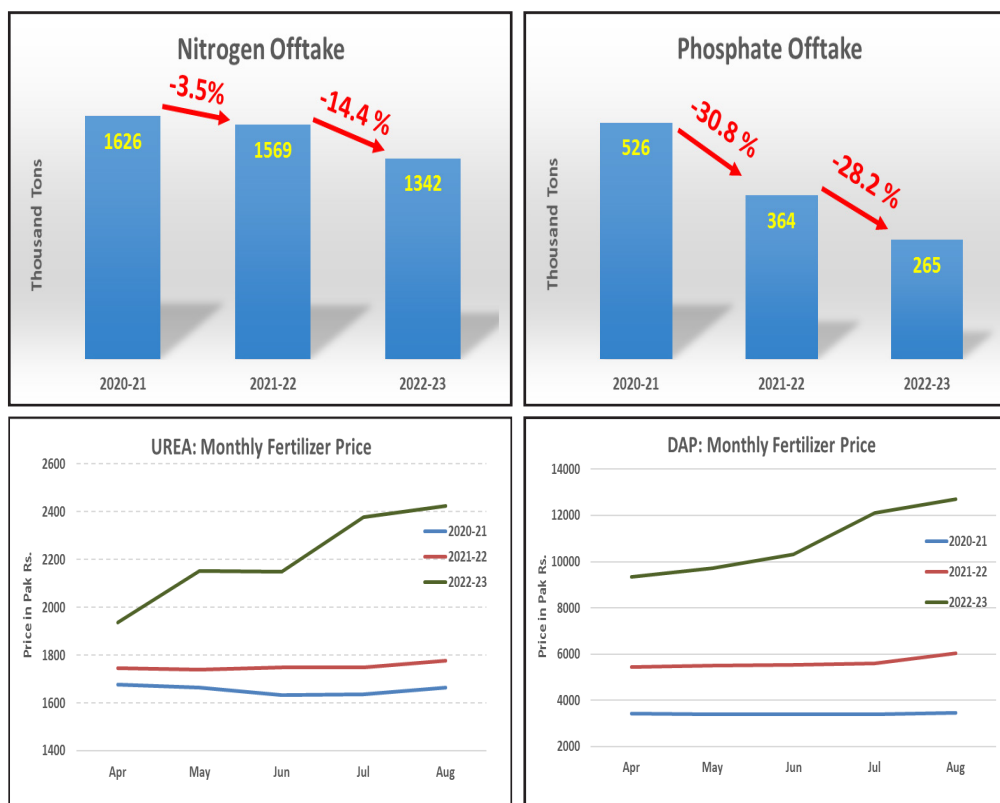 Nitrogen Offtake
Thousand Tons
-3.5%
-14.4 %
1626
1569
1342
2020-21
2021-22
2022-23
Phosphate Offtake
Thousand Tons
-30.8 %
-28.2 %
526
364
265
2020-21
2021-22
2022-23
UREA: Monthly Fertilizer Price
Price in Pak Rs.
2600
2400
2200
2000
1800
1600
1400
2020-21
2021-22
2022-23
Apr
May
Jun
Jul
Aug
DAP: Monthly Fertilizer Price
Price in Pak Rs.
14000
12000
10000
8000
6000
4000
2000
2020-21
2021-22
2022-23
Apr
May
Jun
Jul
Aug